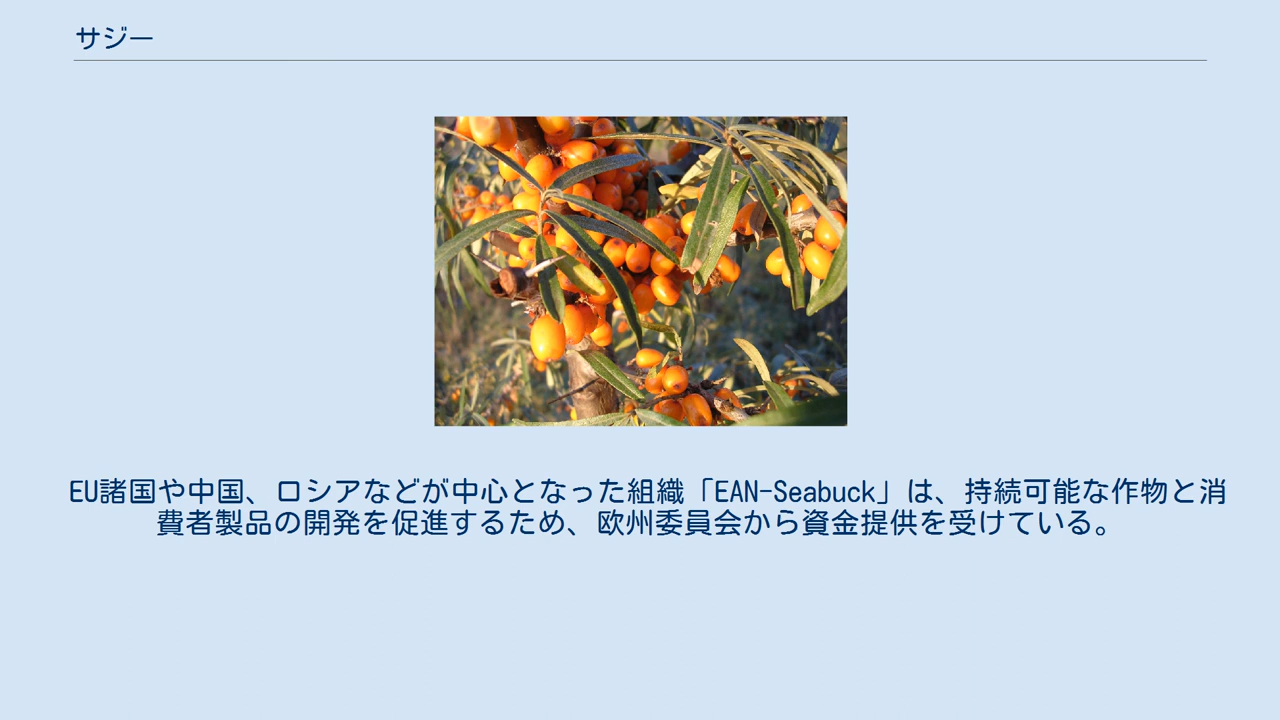 サジー
EU諸国や中国、ロシアなどが中心となった組織「EAN-Seabuck」は、持続可能な作物と消
費者製品の開発を促進するため、欧州委員会から資金提供を受けている。